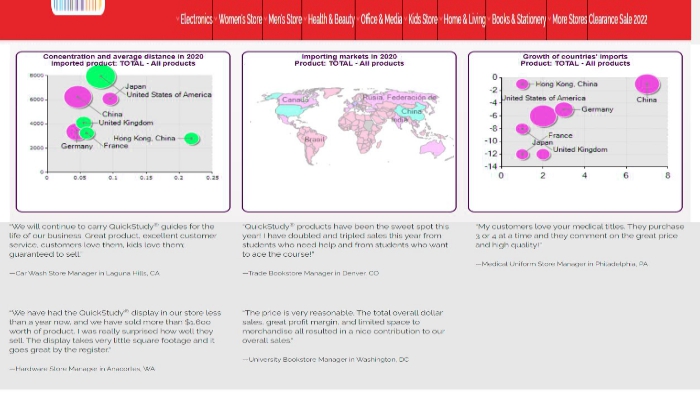 Electronics Women's Store Men's Store Health & Beauty Office & Media Kids Store Home & Living Books & Stationery More Stores Clearance Sale 2022
Concentration and average distance in 2020
Imported product: TOTAL - All products
8000
6000
4000
2000
0
0
0.05
0.1
0.15
0.2
0.25
Japan
United States of America
China
United Kingdom
Hong Kong, China
Germany
France
Importing markets in 2020
Product: TOTAL - All products
Canadá
Rusia, Federación de
China
India
Brasil
Growth of countries' imports
Product: TOTAL - All products
0
-2
-4
-6
-8
-10
-12
-14
0
2
4
6
8
Hong Kong, China
China
United States of America
Germany
France
Japan
United Kingdom
"We will continue to carry QuickStudy® guides for the
life of our business. Great product, excellent customer
service, customers love them, kids love them;
guaranteed to sell."
—Car Wash Store Manager in Laguna Hills, CA
"QuickStudy® products have been the sweet spot this
year! I have doubled and tripled sales this year from
students who need help and from students who want
to ace the course!"
—Trade Bookstore Manager in Denver, CO
"My customers love your medical titles. They purchase
3 or 4 at a time and they comment on the great price
and high quality!"
—Medical Uniform Store Manager in Philadelphia, PA
"We have had the QuickStudy® display in our store less
than a year now, and we have sold more than $1,600
worth of product. I was really surprised how well they
sell. The display takes very little square footage and it
goes great by the register."
—Hardware Store Manager in Anacortes, WA
"The price is very reasonable. The total overall dollar
sales, great profit margin, and limited space to
merchandise all resulted in a nice contribution to our
overall sales."
—University Bookstore Manager in Washington, DC